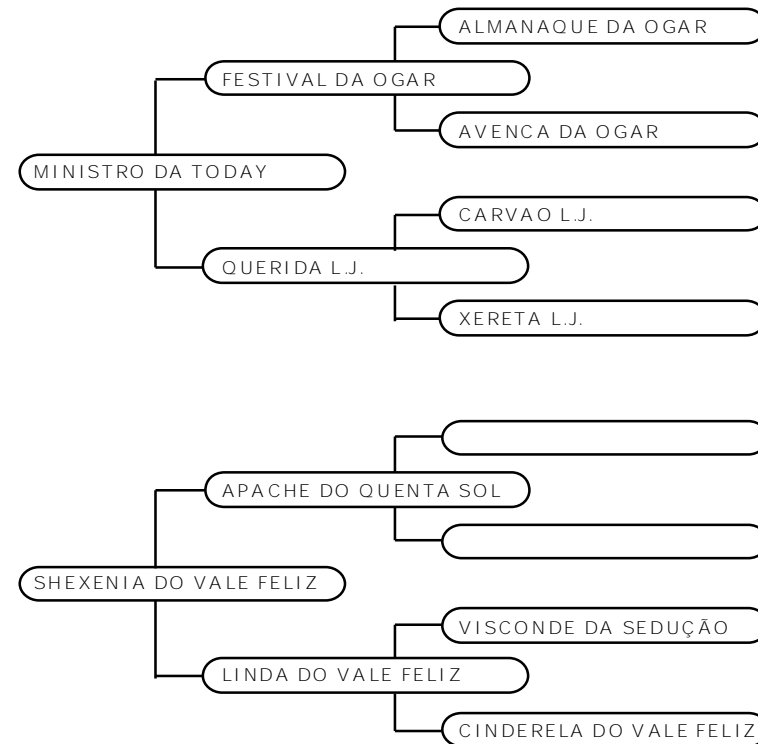 ALMANAQUE DA OGAR
FESTIVAL DA OGAR
AVENCA DA OGAR
MINISTRO DA TODAY
CARVAO L.J.
QUERIDA L.J.
XERETA L.J.
APACHE DO QUENTA SOL
SHEXENIA DO VALE FELIZ
VISCONDE DA SEDUÇÃO
LINDA DO VALE FELIZ
CINDERELA DO VALE FELIZ